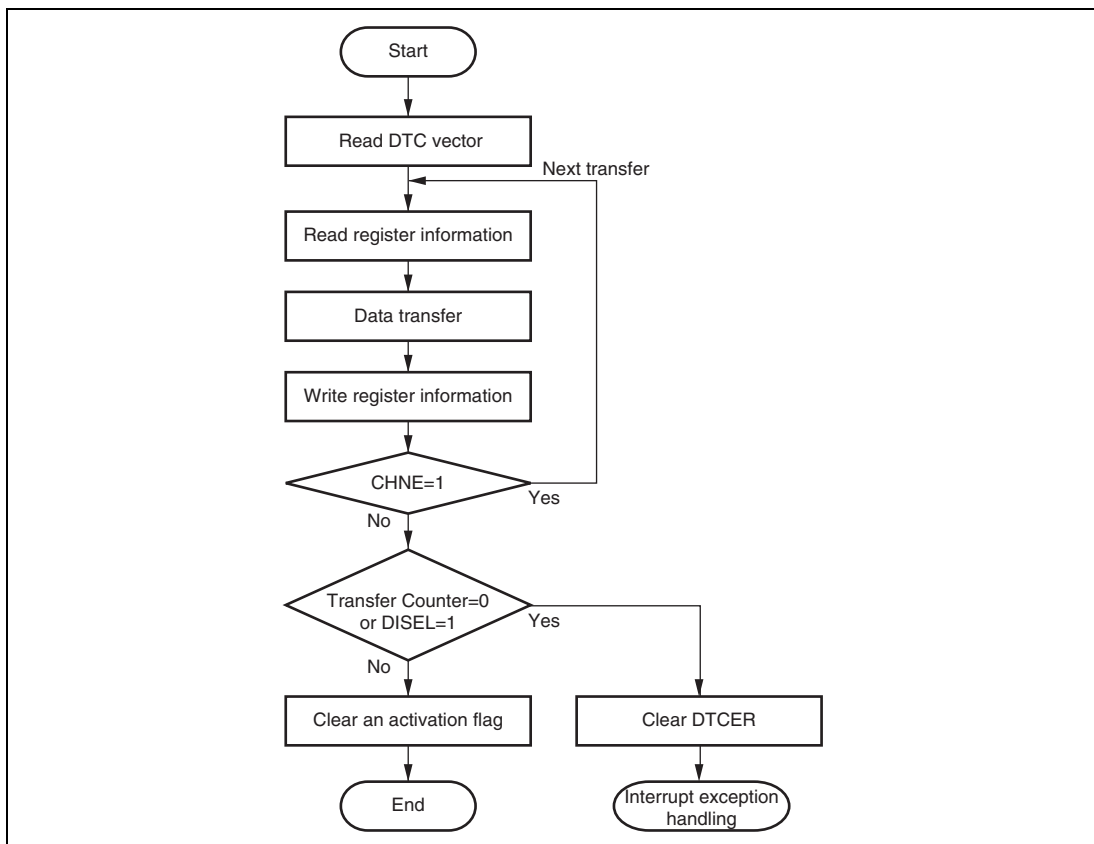 Start
Read DTC vector
Next transfer
Read register information
Data transfer
Write register information
CHNE=1
Yes
No
Transfer Counter=0
or DISEL=1
Yes
No
Clear an activation flag
Clear DTCER
End
Interrupt exception
handling